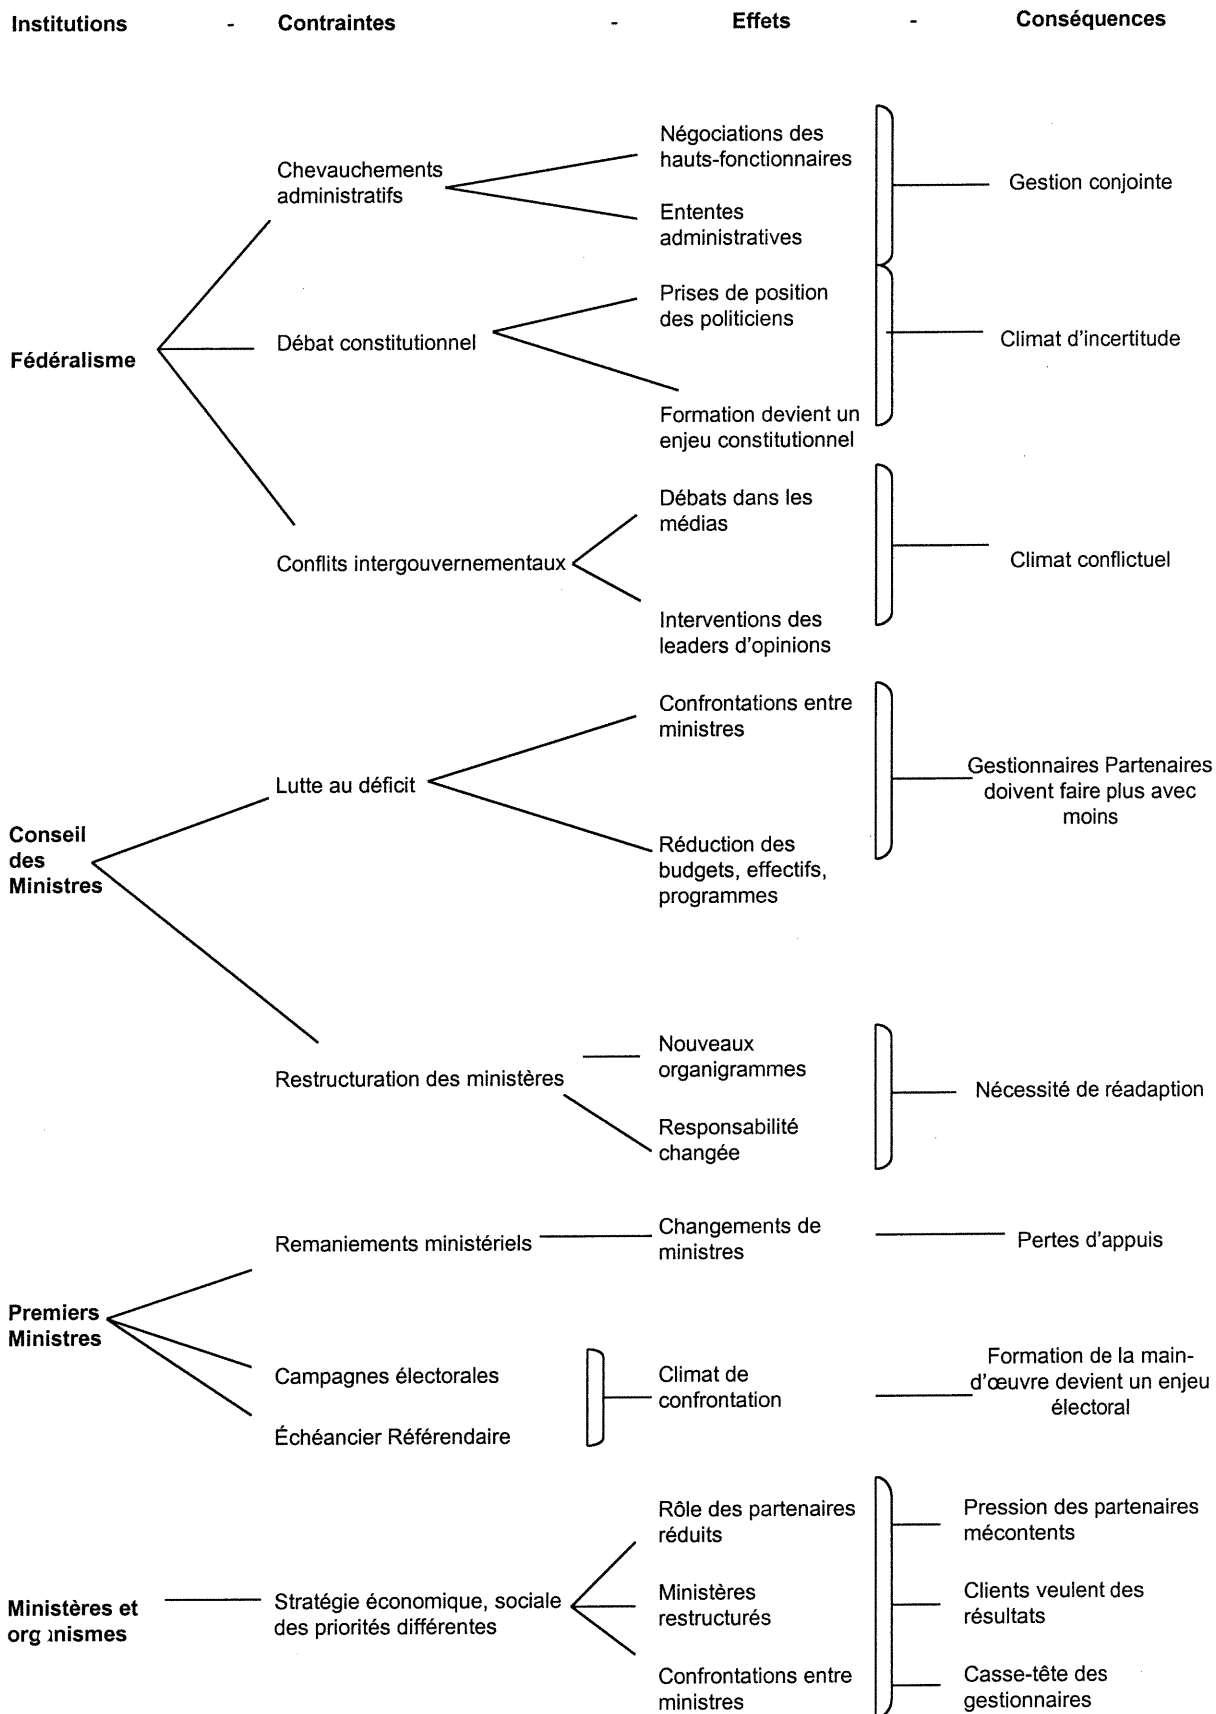 Institutions - Contraintes - Effets - Conséquences
Négociations des
hauts-fonctionnaires
Chevauchements
administratifs
Gestion conjointe
Ententes
administratives
Prises de position
des politiciens
Fédéralisme
Débat constitutionnel
Climat d'incertitude
Formation devient un
enjeu constitutionnel
Débats dans les
médias
Conflits intergouvernementaux
Climat conflictuel
Interventions des
leaders d'opinions
Confrontations entre
ministres
Lutte au déficit
Gestionnaires Partenaires
doivent faire plus avec
moins
Conseil
des
Ministres
Réduction des
budgets, effectifs,
programmes
Nouveaux
organigrammes
Restructuration des ministères
Nécessité de réadaption
Responsabilité
changée
Remaniements ministériels
Changements de
ministres
Pertes d'appuis
Premiers
Ministres
Campagnes électorales
Climat de
confrontation
Formation de la main-
d'œuvre devient un enjeu
électoral
Échéancier Référendaire
Rôle des partenaires
réduits
Pression des partenaires
mécontents
Ministères et
organismes
Stratégie économique, sociale
des priorités différentes
Ministères
restructurés
Clients veulent des
résultats
Confrontations entre
ministres
Casse-tête des
gestionnaires